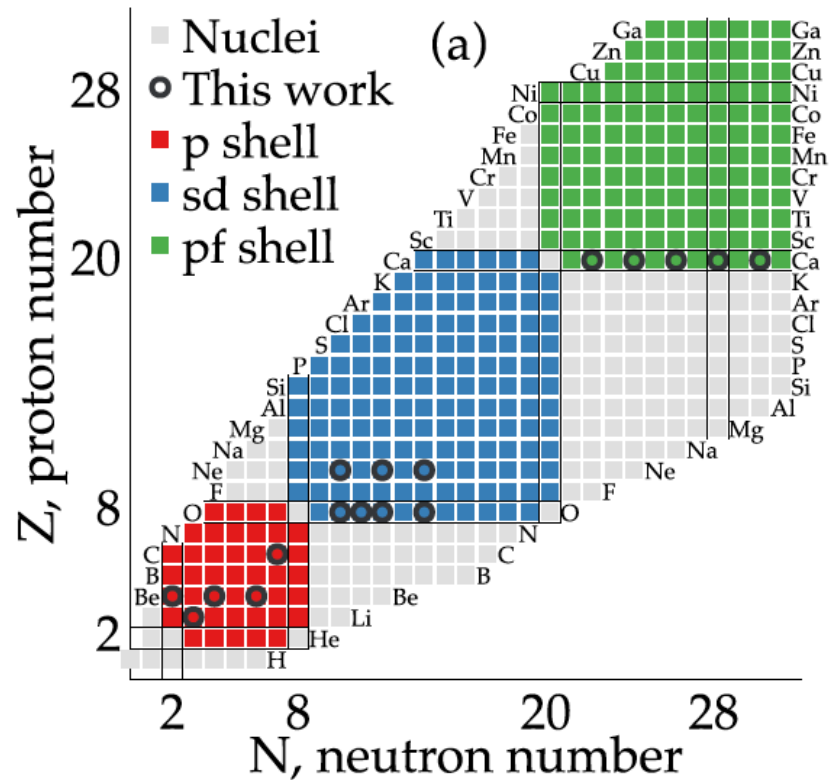 Nuclei
This work
p shell
sd shell
pf shell
(a)
Z, proton number
28
20
8
2
Ga
Zn
Cu
Ni
Co
Fe
Mn
Cr
V
Ti
Sc
Ca
K
Ar
Cl
S
P
Si
Al
Mg
Na
Ne
F
O
N
C
B
Be
Ga
Zn
Cu
Ni
Co
Fe
Mn
Cr
V
Ti
Sc
Ca
K
Ar
Cl
S
P
Si
Al
Mg
Na
Ne
F
O
N
C
B
Be
Li
He
H
2 8 20 28
N, neutron number